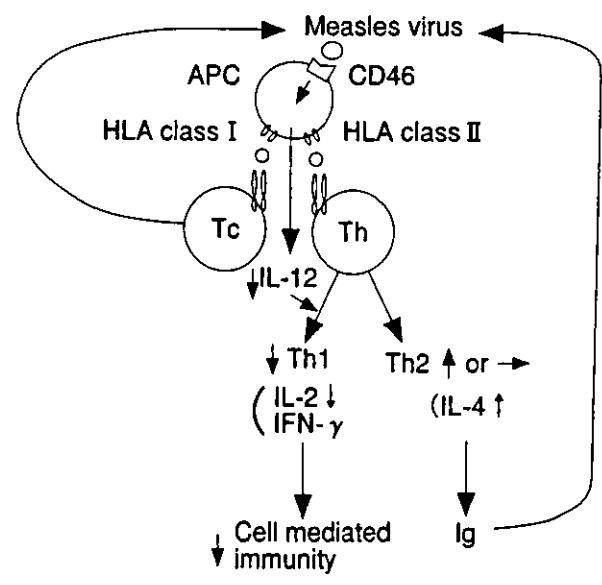 Measles virus
APC
CD46
HLA class I
HLA class II
Tc
Th
↓IL-12
↓ Th1
Th2 ↑ or →
(IL-2 ↓
IFN-γ
(IL-4 ↑
↓ Cell mediated
immunity
Ig